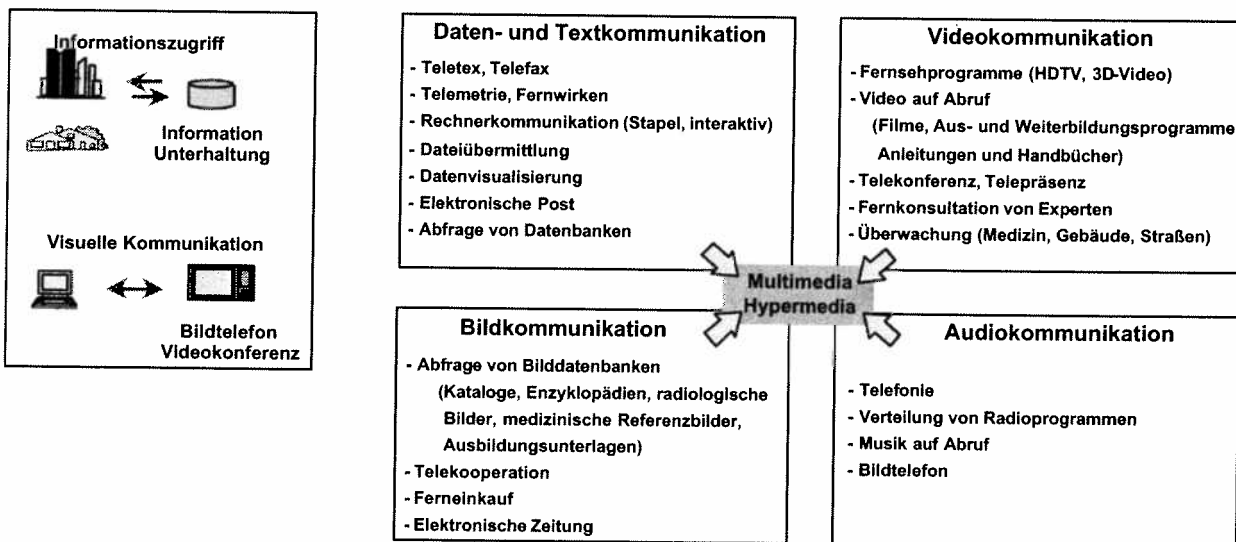 Informationszugriff
Information
Unterhaltung
Visuelle Kommunikation
Bildtelefon
Videokonferenz
Daten- und Textkommunikation
- Teletex, Telefax
- Telemetrie, Fernwirken
- Rechnerkommunikation (Stapel, interaktiv)
- Dateiübermittlung
- Datenvisualisierung
- Elektronische Post
- Abfrage von Datenbanken
Videokommunikation
- Fernsehprogramme (HDTV, 3D-Video)
- Video auf Abruf
(Filme, Aus- und Weiterbildungsprogramme
Anleitungen und Handbücher)
- Telekonferenz, Telepräsenz
- Fernkonsultation von Experten
- Überwachung (Medizin, Gebäude, Straßen)
Multimedia
Hypermedia
Bildkommunikation
- Abfrage von Bilddatenbanken
(Kataloge, Enzyklopädien, radiologische
Bilder, medizinische Referenzbilder,
Ausbildungsunterlagen)
- Telekooperation
- Ferneinkauf
- Elektronische Zeitung
Audiokommunikation
- Telefonie
- Verteilung von Radioprogrammen
- Musik auf Abruf
- Bildtelefon